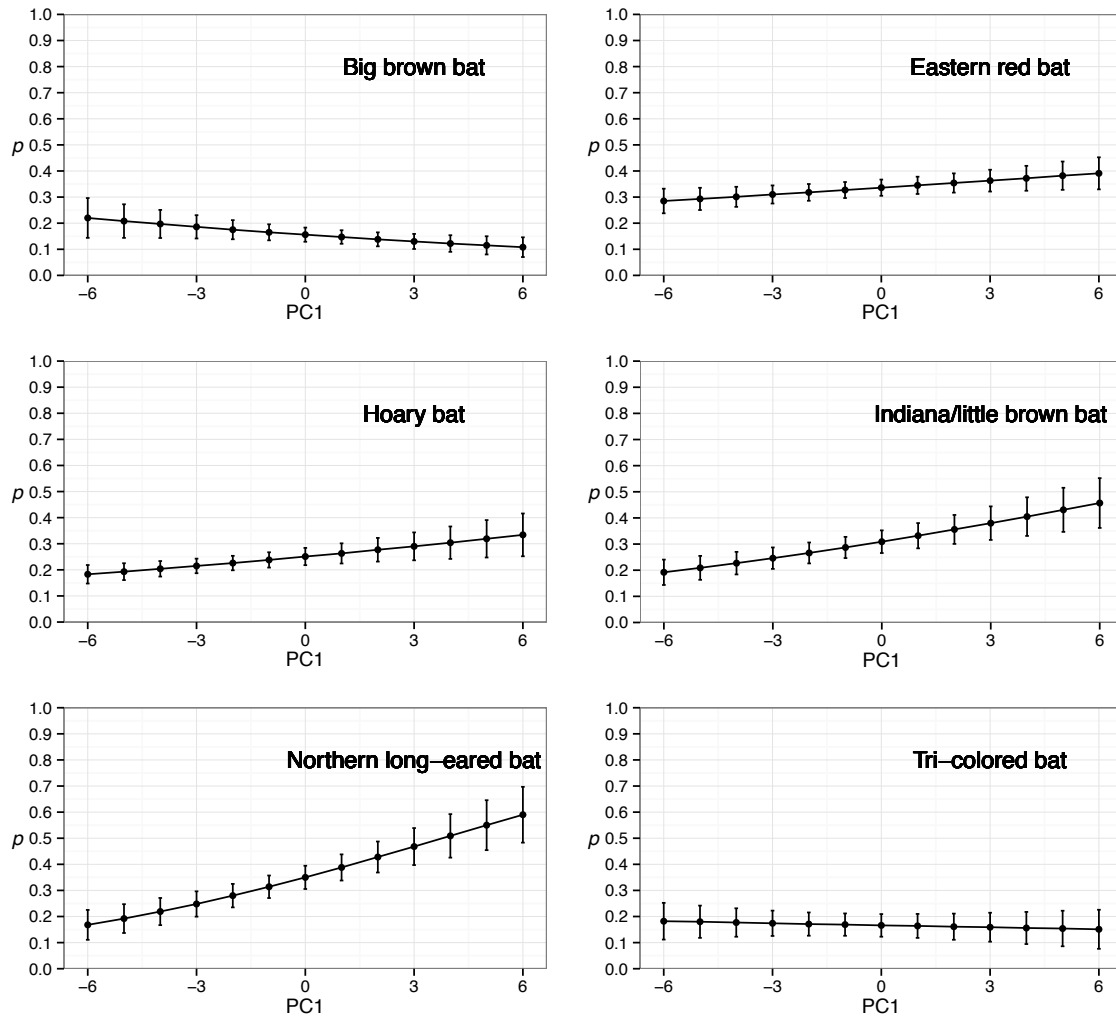 Big brown bat
1.0
0.9
0.8
0.7
0.6
p 0.5
0.4
0.3
0.2
0.1
0.0
−6 −3 0 3 6
PC1
Eastern red bat
1.0
0.9
0.8
0.7
0.6
p 0.5
0.4
0.3
0.2
0.1
0.0
−6 −3 0 3 6
PC1
Hoary bat
1.0
0.9
0.8
0.7
0.6
p 0.5
0.4
0.3
0.2
0.1
0.0
−6 −3 0 3 6
PC1
Indiana/little brown bat
1.0
0.9
0.8
0.7
0.6
p 0.5
0.4
0.3
0.2
0.1
0.0
−6 −3 0 3 6
PC1
Northern long−eared bat
1.0
0.9
0.8
0.7
0.6
p 0.5
0.4
0.3
0.2
0.1
0.0
−6 −3 0 3 6
PC1
Tri−colored bat
1.0
0.9
0.8
0.7
0.6
p 0.5
0.4
0.3
0.2
0.1
0.0
−6 −3 0 3 6
PC1